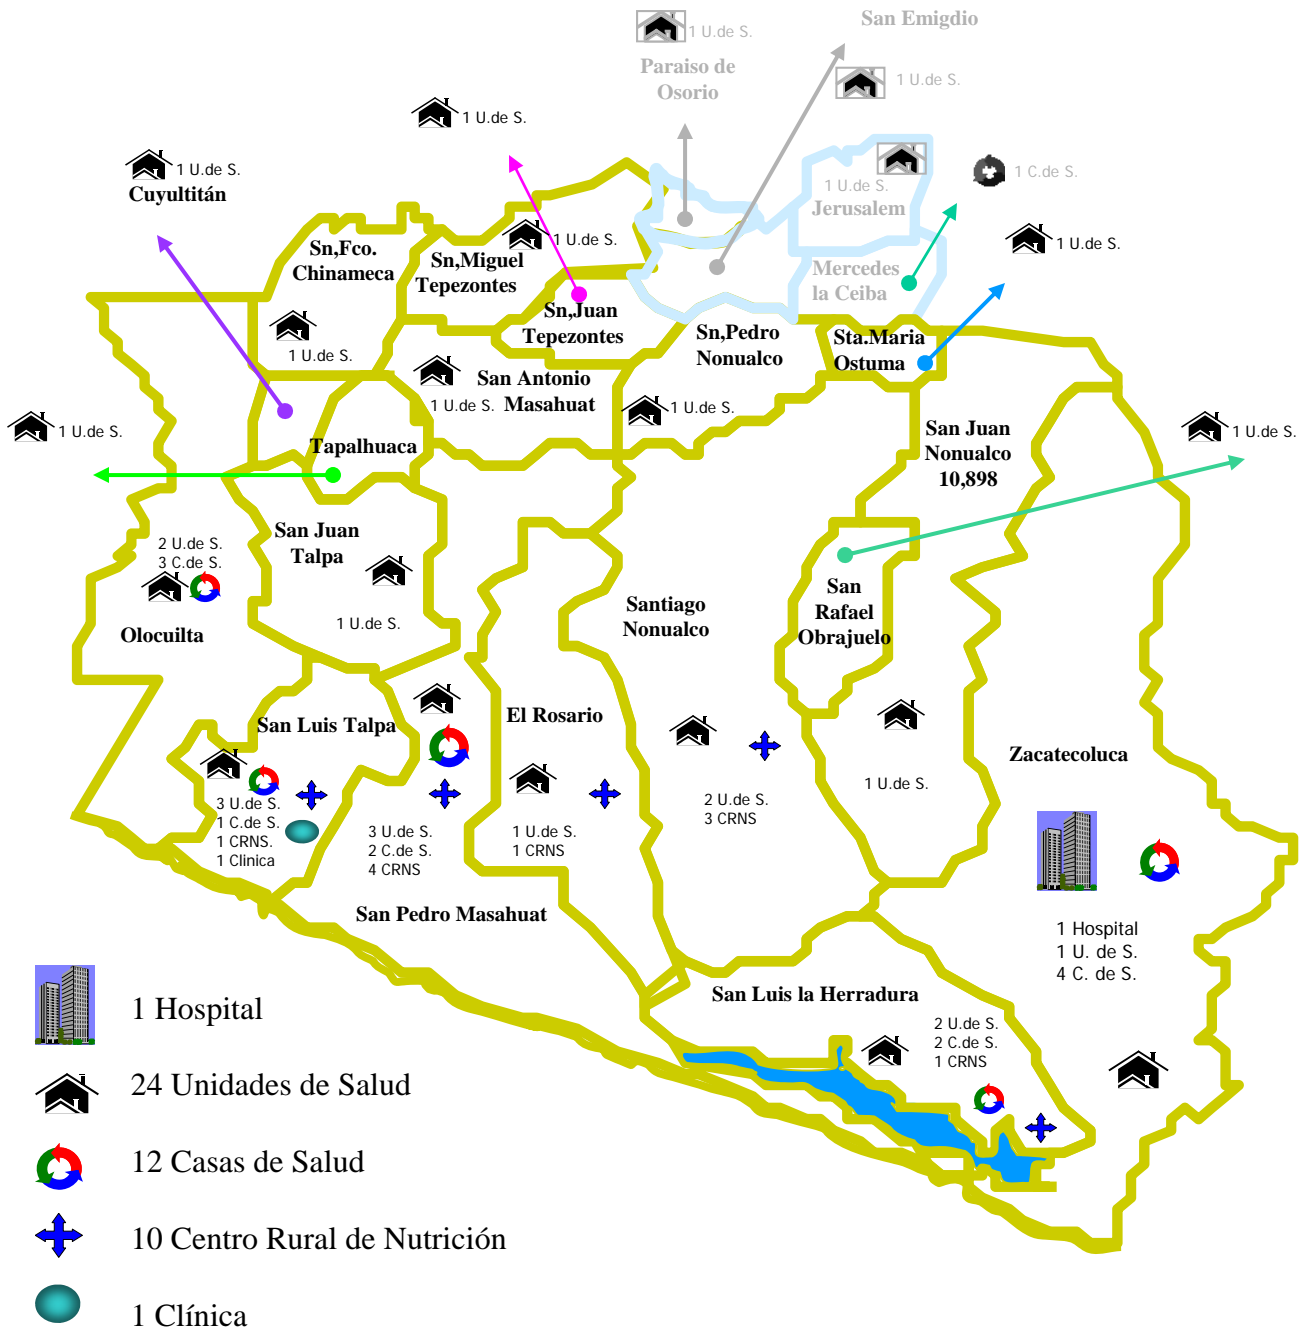 San Emigdio
1 U.de S.
Paraiso de
Osorio
1 U.de S.
1 U.de S.
1 U.de S.
Cuyultitán
1 U.de S.
Jerusalem
1 C.de S.
1 U.de S.
1 U.de S.
Sn,Fco.
Chinameca
Sn,Miguel
Tepezontes
Mercedes
la Ceiba
Sn,Juan
Tepezontes
Sn,Pedro
Nonualco
Sta.Maria
Ostuma
1 U.de S.
San Antonio
Masahuat
1 U.de S.
1 U.de S.
1 U.de S.
Tapalhuaca
San Juan
Nonualco
10,898
1 U.de S.
San Juan
Talpa
2 U.de S.
3 C.de S.
Olocuilta
1 U.de S.
Santiago
Nonualco
San
Rafael
Obrajuelo
San Luis Talpa
El Rosario
Zacatecoluca
3 U.de S.
1 C.de S.
1 CRNS.
1 Clinica
3 U.de S.
2 C.de S.
4 CRNS
1 U.de S.
1 CRNS
2 U.de S.
3 CRNS
1 U.de S.
San Pedro Masahuat
1 Hospital
1 U. de S.
4 C. de S.
San Luis la Herradura
2 U.de S.
2 C.de S.
1 CRNS
1 Hospital
24 Unidades de Salud
12 Casas de Salud
10 Centro Rural de Nutrición
1 Clínica